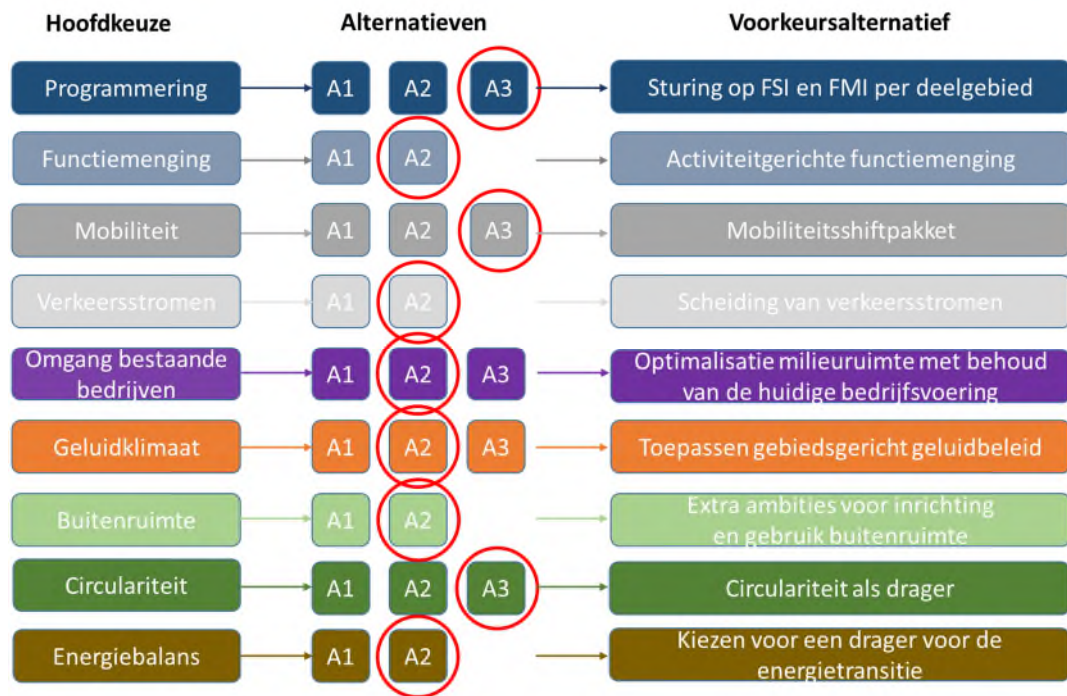 Hoofdkeuze Alternatieven Voorkeursalternatief
Programmering A1 A2 A3 Sturing op FSI en FMI per deelgebied
Functiemenging A1 A2 Activiteitgerichte functiemenging
Mobiliteit A1 A2 A3 Mobiliteitsshiftpakket
Verkeersstromen A1 A2 Scheiding van verkeersstromen
Omgang bestaande
bedrijven
A1 A2 A3
Optimalisatie milieuruimte met behoud
van de huidige bedrijfsvoering
Geluidklimaat A1 A2 A3 Toepassen gebiedsgericht geluidbeleid
Buitenruimte A1 A2
Extra ambities voor inrichting
en gebruik buitenruimte
Circulariteit A1 A2 A3 Circulariteit als drager
Energiebalans A1 A2
Kiezen voor een drager voor de
energietransitie